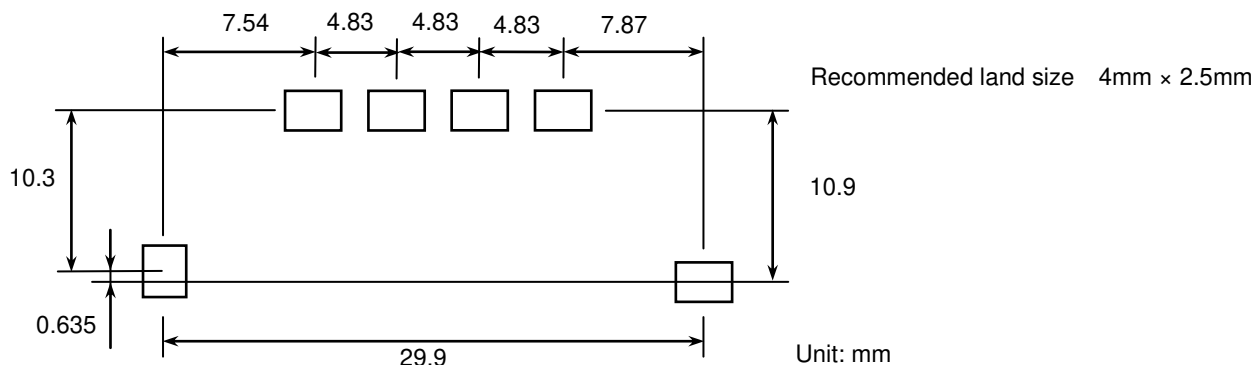 7.54 4.83 4.83 4.83 7.87
Recommended land size 4mm × 2.5mm
10.3
10.9
0.635
29.9
Unit: mm